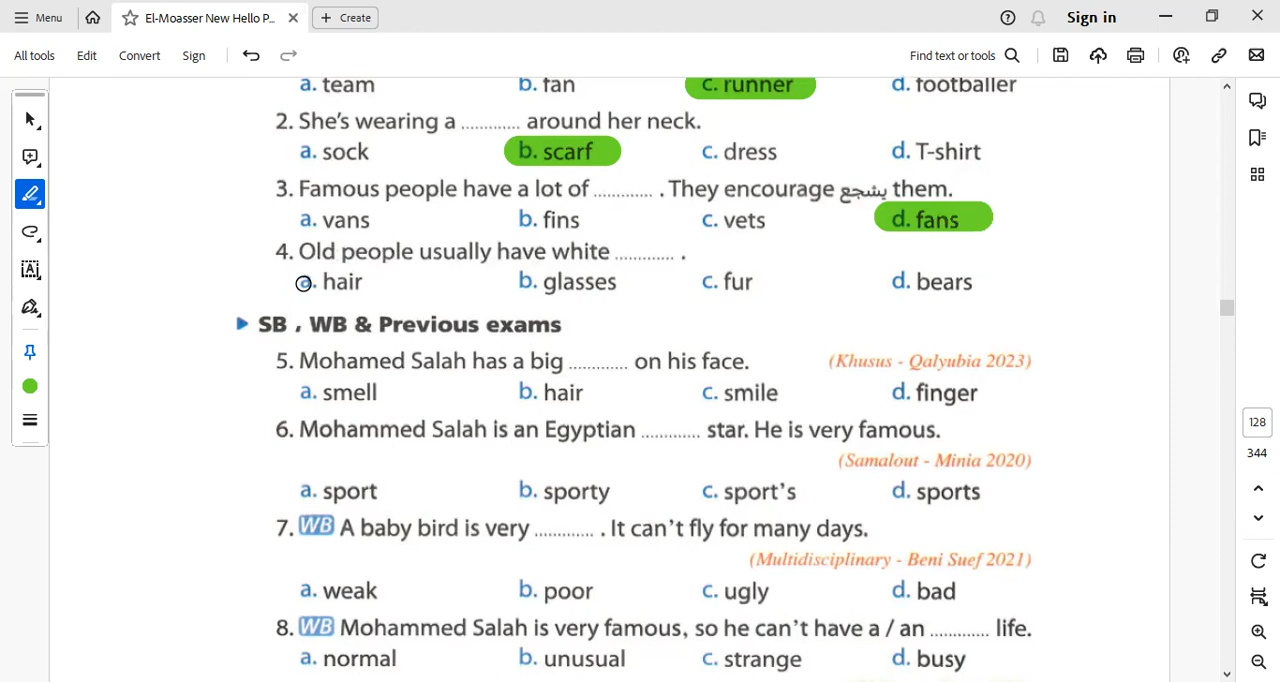 Menu
El-Moasser New Hello P...
Create
Sign in
All tools
Edit
Convert
Sign
Find text or tools
a. team b. fan c. runner d. footballer
2. She's wearing a ............ around her neck.
a. sock b. scarf c. dress d. T-shirt
3. Famous people have a lot of ............ . They encourage يشجع them.
a. vans b. fins c. vets d. fans
4. Old people usually have white ............ .
a. hair b. glasses c. fur d. bears
SB , WB & Previous exams
5. Mohamed Salah has a big ............ on his face. (Khusus - Qalyubia 2023)
a. smell b. hair c. smile d. finger
6. Mohammed Salah is an Egyptian ............ star. He is very famous.
(Samalout - Minia 2020)
a. sport b. sporty c. sport's d. sports
7. WB A baby bird is very ............ . It can't fly for many days.
(Multidisciplinary - Beni Suef 2021)
a. weak b. poor c. ugly d. bad
8. WB Mohammed Salah is very famous, so he can't have a / an ............ life.
a. normal b. unusual c. strange d. busy
128
344